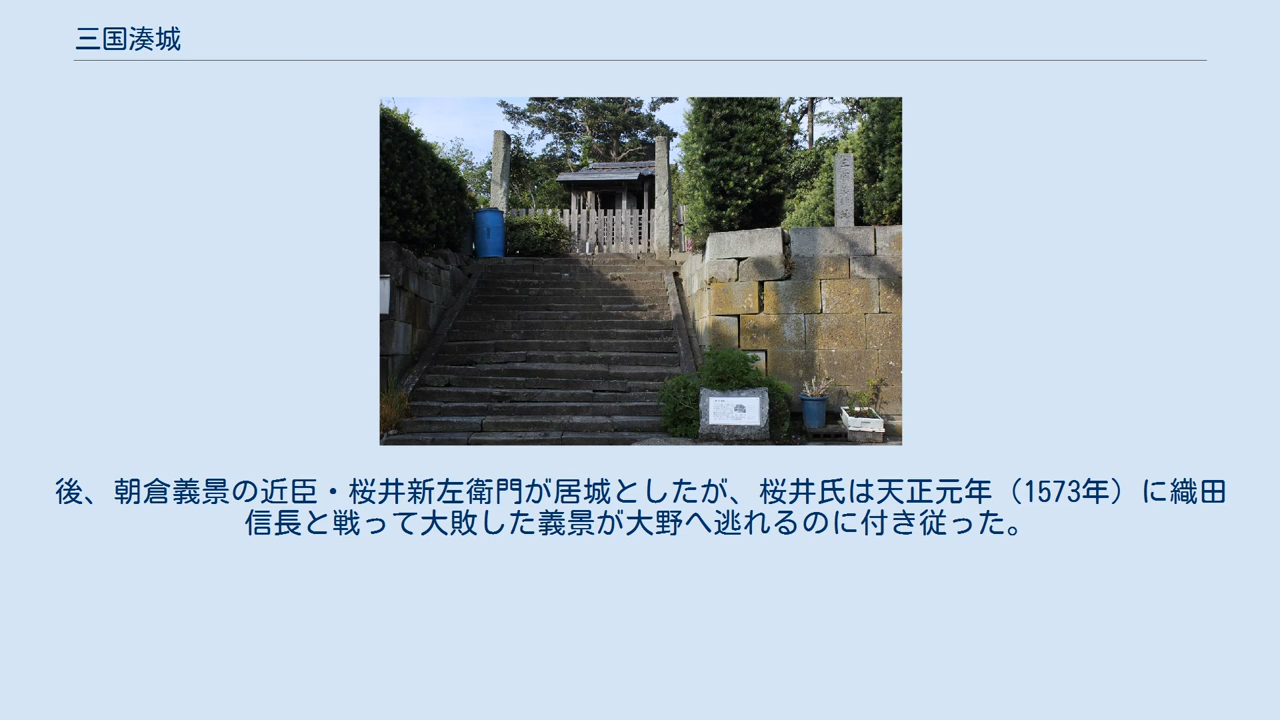 三国湊城
後、朝倉義景の近臣・桜井新左衛門が居城としたが、桜井氏は天正元年（1573年）に織田
信長と戦って大敗した義景が大野へ逃れるのに付き従った。